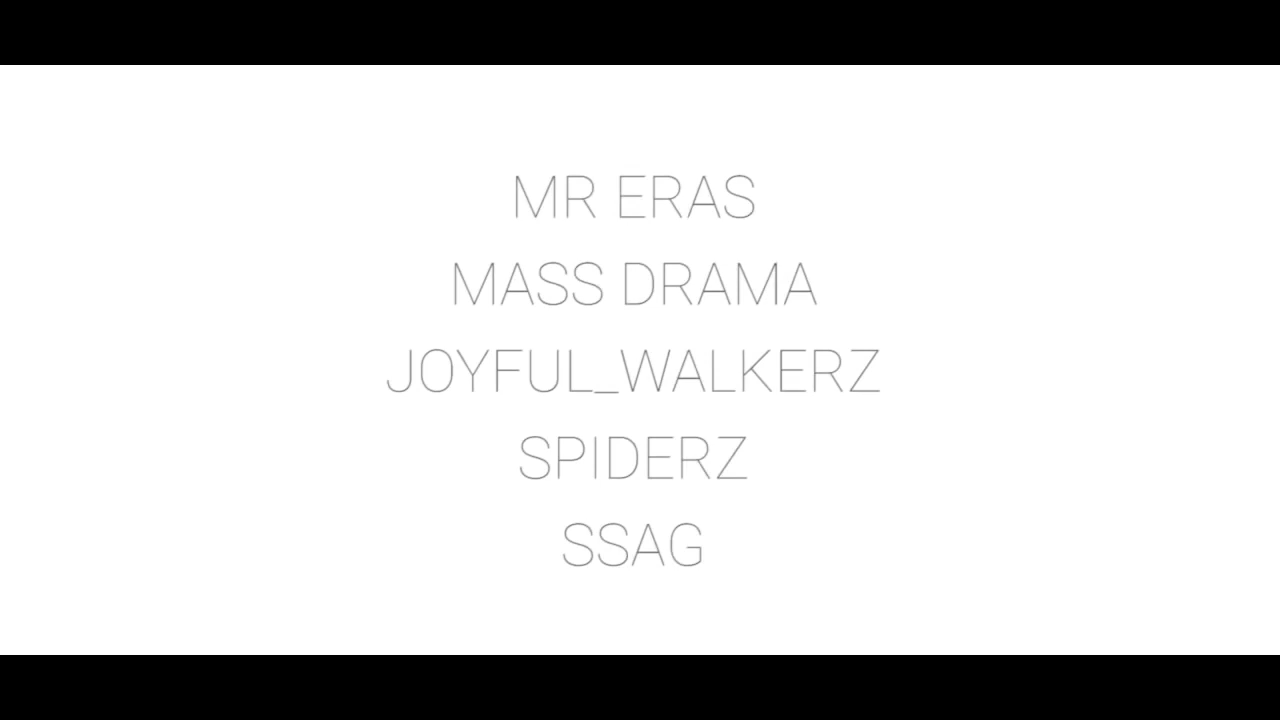 MR ERAS
MASS DRAMA
JOYFUL_WALKERZ
SPIDERZ
SSAG